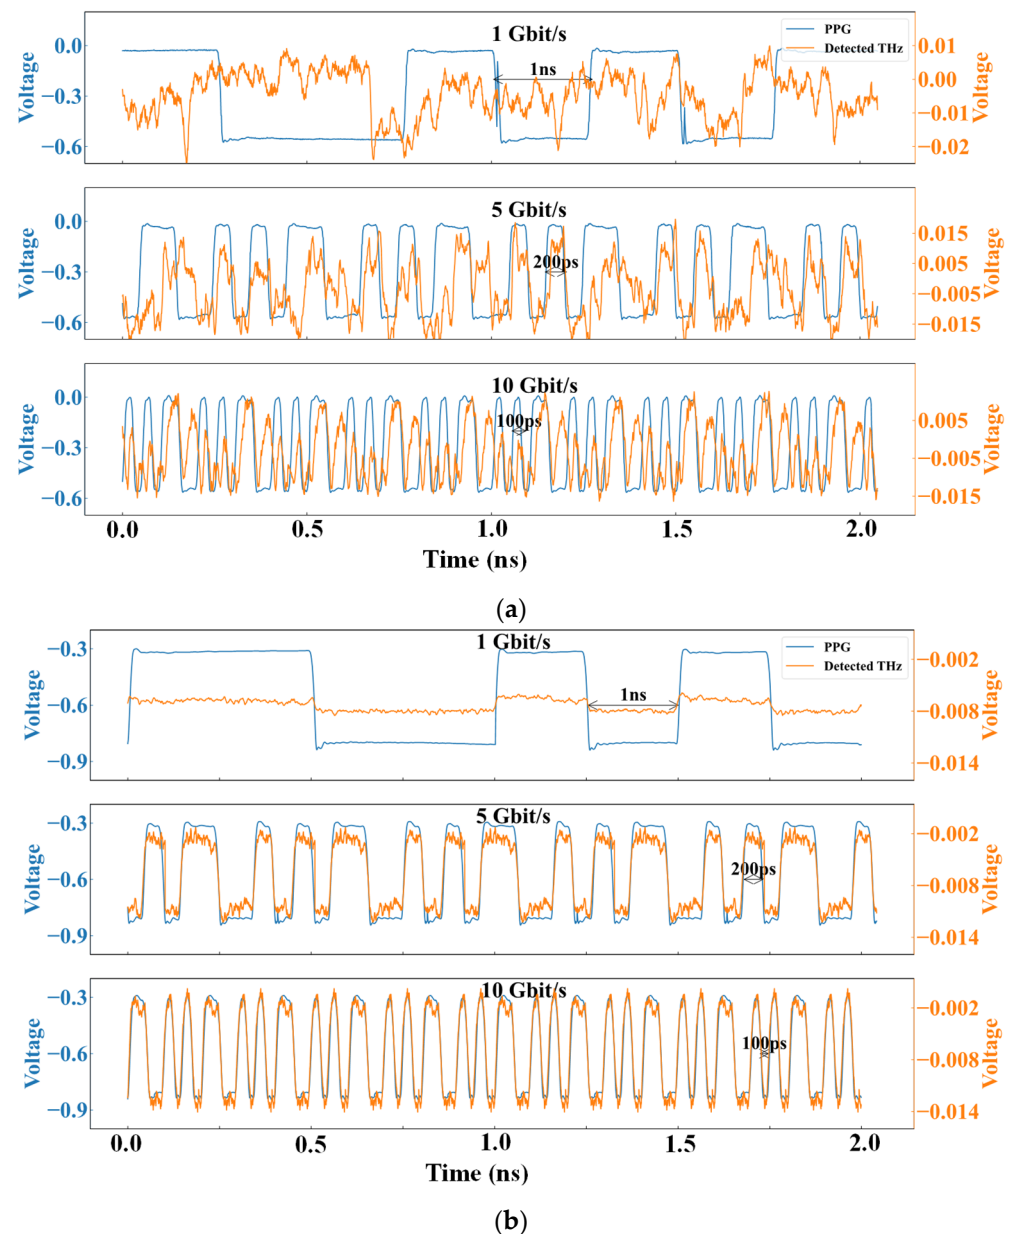 1 Gbit/s
PPG
Detected THz
1ns
0.0
−0.3
−0.6
Voltage
0.01
0.00
−0.01
−0.02
Voltage
5 Gbit/s
200ps
0.0
−0.3
−0.6
Voltage
0.015
0.005
−0.005
−0.015
Voltage
10 Gbit/s
100ps
0.0
−0.3
−0.6
Voltage
0.005
−0.005
−0.015
Voltage
0.0 0.5 1.0 1.5 2.0
Time (ns)
(a)
1 Gbit/s
PPG
Detected THz
1ns
−0.3
−0.6
−0.9
Voltage
−0.002
−0.008
−0.014
Voltage
5 Gbit/s
200ps
−0.3
−0.6
−0.9
Voltage
−0.002
−0.008
−0.014
Voltage
10 Gbit/s
100ps
−0.3
−0.6
−0.9
Voltage
−0.002
−0.008
−0.014
Voltage
0.0 0.5 1.0 1.5 2.0
Time (ns)
(b)